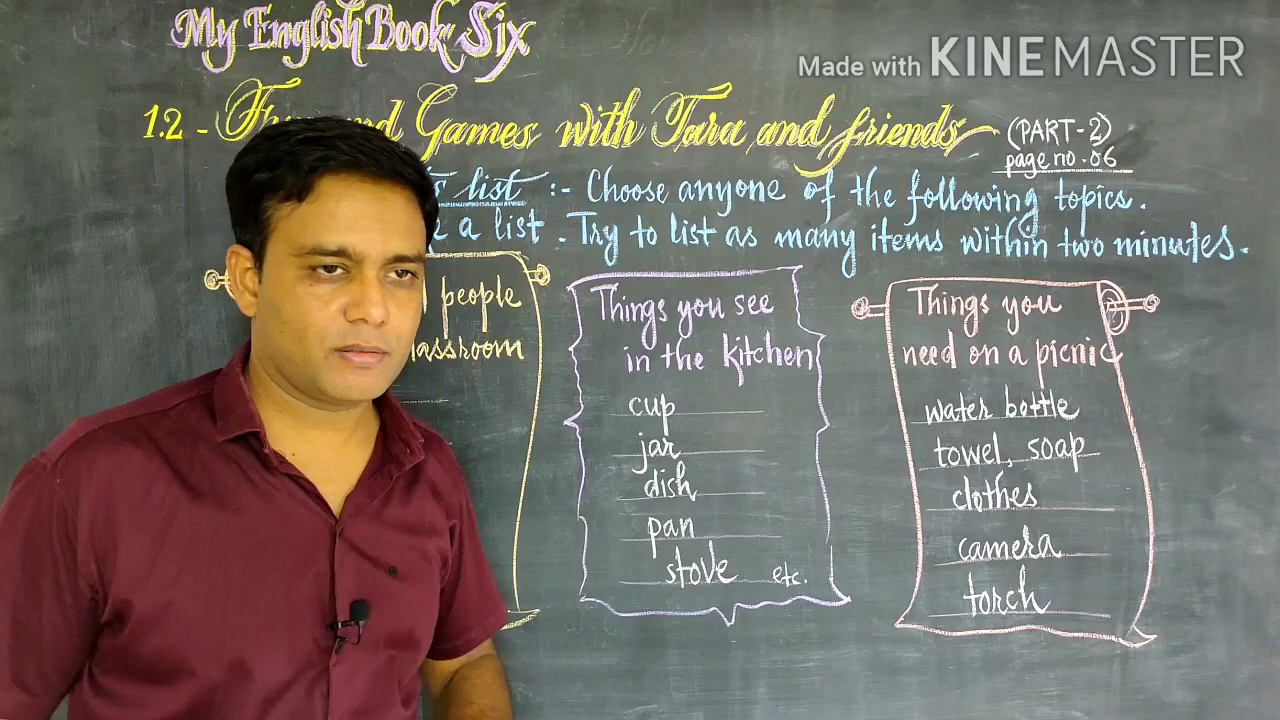 My English Book Six
Made with KINEMASTER
1.2 - and Games with Tara and friends
(PART-2)
page no. 06
list :- Choose anyone of the following topics.
a list. Try to list as many items within two minutes.
people
classroom
Things you see
in the kitchen
cup
jar
dish
pan
stove etc.
Things you
need on a picnic
water bottle
towel, soap
clothes
camera
torch